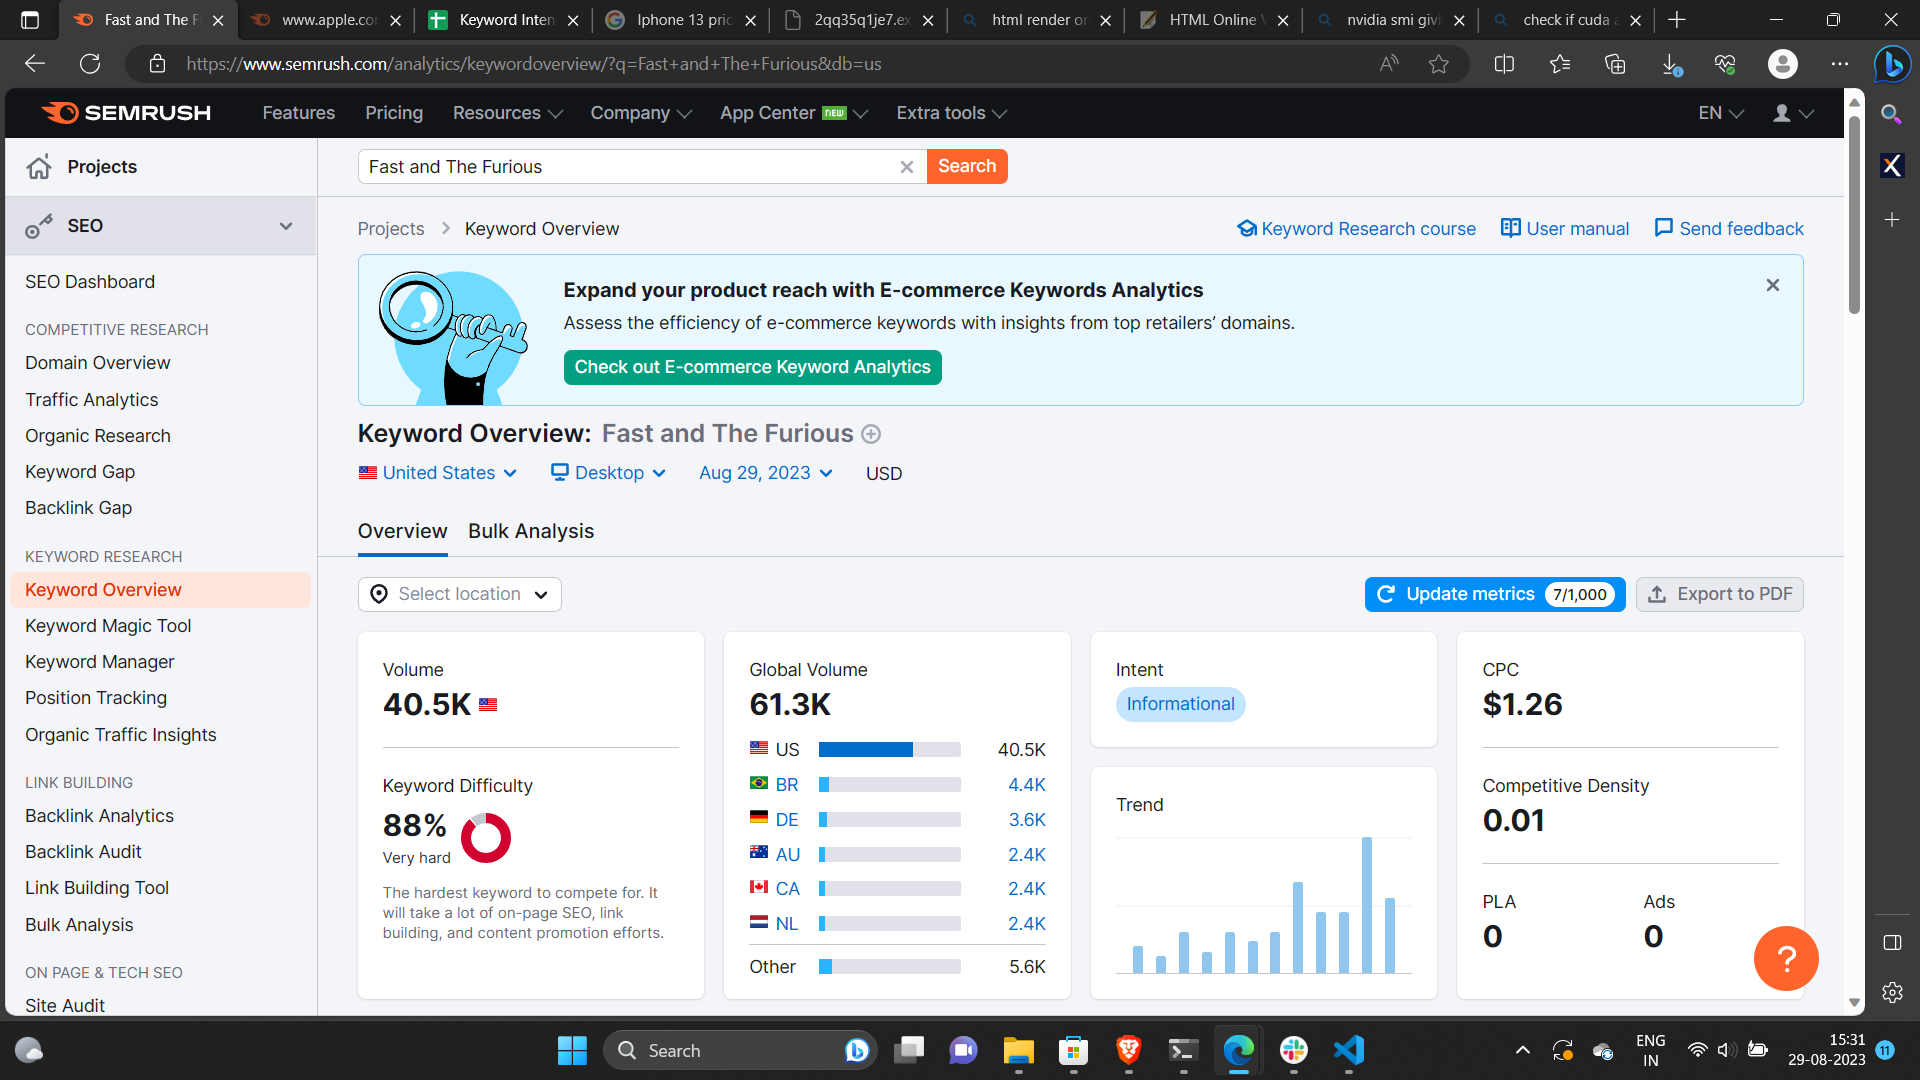 Fast and The F
www.apple.co
Keyword Inten
Iphone 13 pric
2qq35q1je7.ex
html render or
HTML Online V
nvidia smi givi
check if cuda a
https://www.semrush.com/analytics/keywordoverview/?q=Fast+and+The+Furious&db=us
SEMRUSH
Features
Pricing
Resources
Company
App Center NEW
Extra tools
EN
Projects
Fast and The Furious
Search
SEO
Projects > Keyword Overview
Keyword Research course
User manual
Send feedback
SEO Dashboard
COMPETITIVE RESEARCH
Domain Overview
Traffic Analytics
Organic Research
Keyword Gap
Backlink Gap
KEYWORD RESEARCH
Keyword Overview
Keyword Magic Tool
Keyword Manager
Position Tracking
Organic Traffic Insights
LINK BUILDING
Backlink Analytics
Backlink Audit
Link Building Tool
Bulk Analysis
ON PAGE & TECH SEO
Site Audit
Expand your product reach with E-commerce Keywords Analytics
Assess the efficiency of e-commerce keywords with insights from top retailers’ domains.
Check out E-commerce Keyword Analytics
Keyword Overview: Fast and The Furious
United States
Desktop
Aug 29, 2023
USD
Overview
Bulk Analysis
Select location
Update metrics 7/1,000
Export to PDF
Volume
40.5K
Keyword Difficulty
88%
Very hard
The hardest keyword to compete for. It
will take a lot of on-page SEO, link
building, and content promotion efforts.
Global Volume
61.3K
US 40.5K
BR 4.4K
DE 3.6K
AU 2.4K
CA 2.4K
NL 2.4K
Other 5.6K
Intent
Informational
Trend
CPC
$1.26
Competitive Density
0.01
PLA
0
Ads
0
?
Search
ENG
IN
15:31
29-08-2023
11